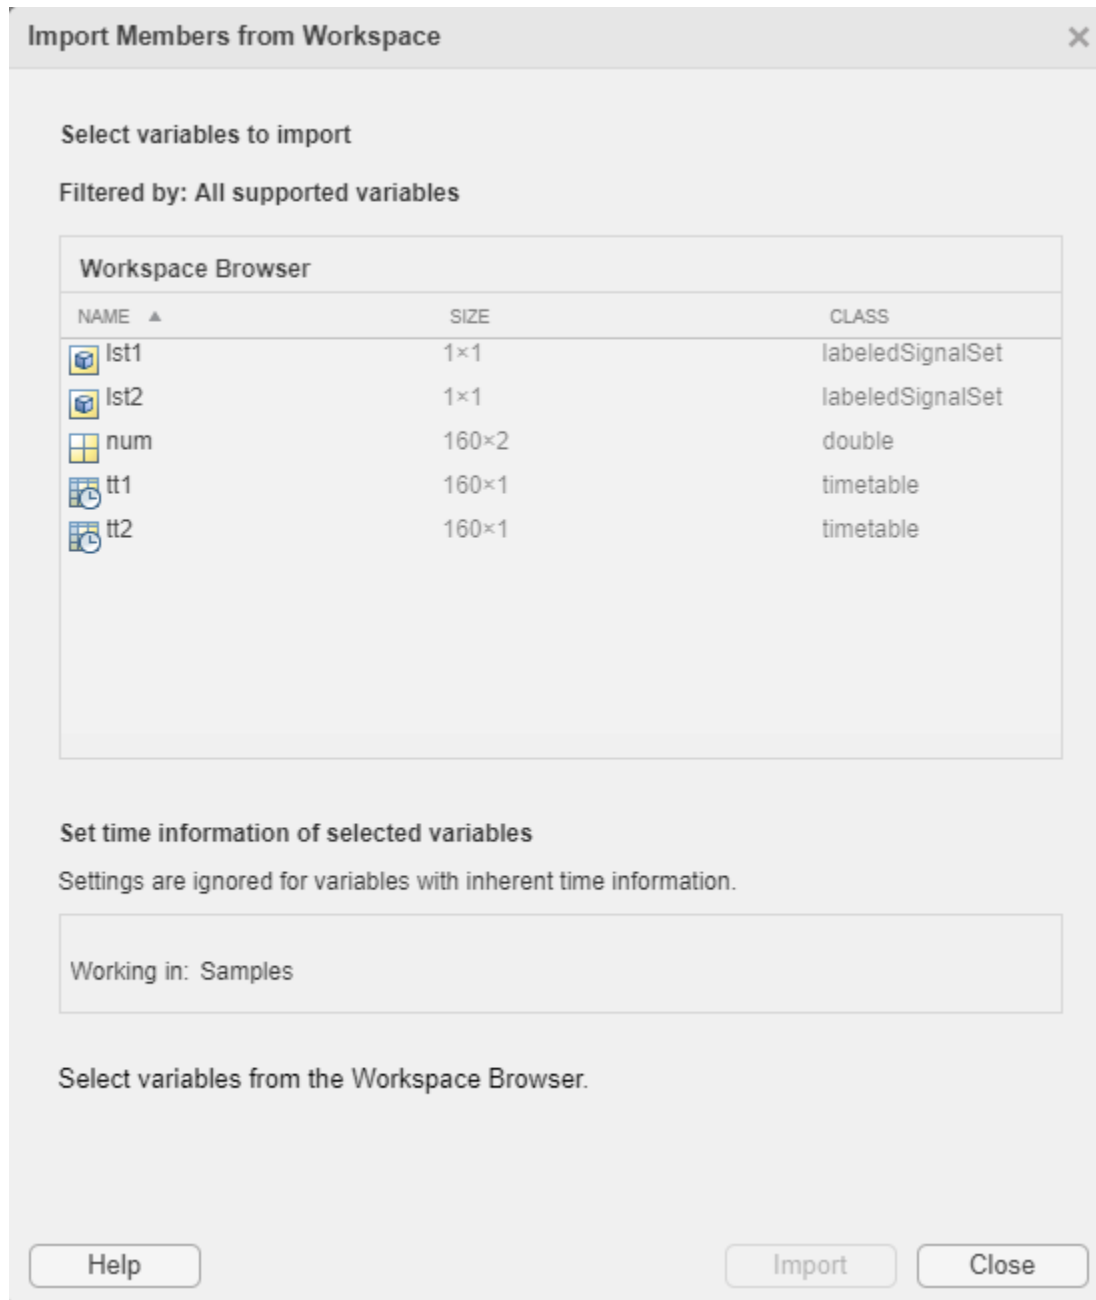 Import Members from Workspace ×
Select variables to import
Filtered by: All supported variables
Workspace Browser
NAME ▲ SIZE CLASS
lst1 1×1 labeledSignalSet
lst2 1×1 labeledSignalSet
num 160×2 double
tt1 160×1 timetable
tt2 160×1 timetable
Set time information of selected variables
Settings are ignored for variables with inherent time information.
Working in: Samples
Select variables from the Workspace Browser.
Help Import Close